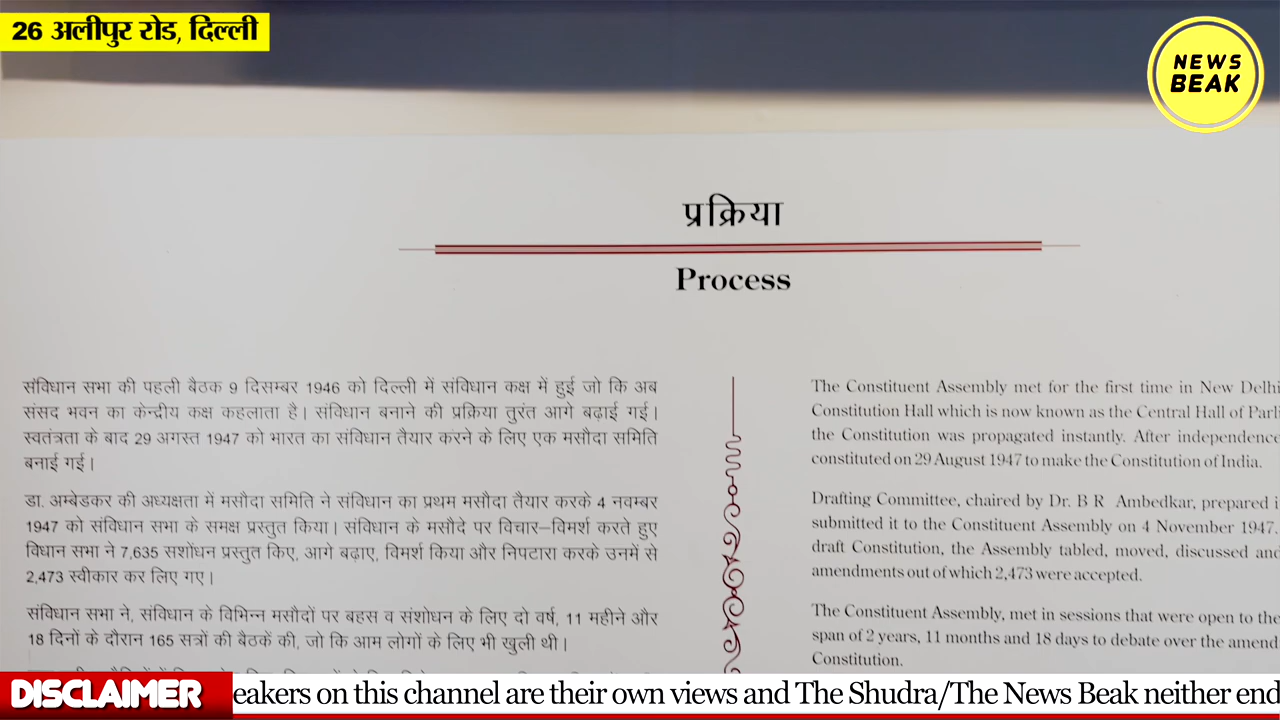 26 अलीपुर रोड, दिल्ली
NEWS
BEAK
प्रक्रिया
Process
संविधान सभा की पहली बैठक 9 दिसम्बर 1946 को दिल्ली में संविधान कक्ष में हुई जो कि अब
संसद भवन का केन्द्रीय कक्ष कहलाता है। संविधान बनाने की प्रक्रिया तुरंत आगे बढ़ाई गई।
स्वतंत्रता के बाद 29 अगस्त 1947 को भारत का संविधान तैयार करने के लिए एक मसौदा समिति
बनाई गई।
डा. अम्बेडकर की अध्यक्षता में मसौदा समिति ने संविधान का प्रथम मसौदा तैयार करके 4 नवम्बर
1947 को संविधान सभा के समक्ष प्रस्तुत किया। संविधान के मसौदे पर विचार–विमर्श करते हुए
विधान सभा ने 7,635 सशोंधन प्रस्तुत किए, आगे बढ़ाए, विमर्श किया और निपटारा करके उनमें से
2,473 स्वीकार कर लिए गए।
संविधान सभा ने, संविधान के विभिन्न मसौदों पर बहस व संशोधन के लिए दो वर्ष, 11 महीने और
18 दिनों के दौरान 165 सत्रों की बैठकें की, जो कि आम लोगों के लिए भी खुली थी।
The Constituent Assembly met for the first time in New Delhi
Constitution Hall which is now known as the Central Hall of Parl
the Constitution was propagated instantly. After independence
constituted on 29 August 1947 to make the Constitution of India.
Drafting Committee, chaired by Dr. B R Ambedkar, prepared i
submitted it to the Constituent Assembly on 4 November 1947.
draft Constitution, the Assembly tabled, moved, discussed and
amendments out of which 2,473 were accepted.
The Constituent Assembly, met in sessions that were open to the
span of 2 years, 11 months and 18 days to debate over the amend
Constitution.
DISCLAIMER
eakers on this channel are their own views and The Shudra/The News Beak neither end